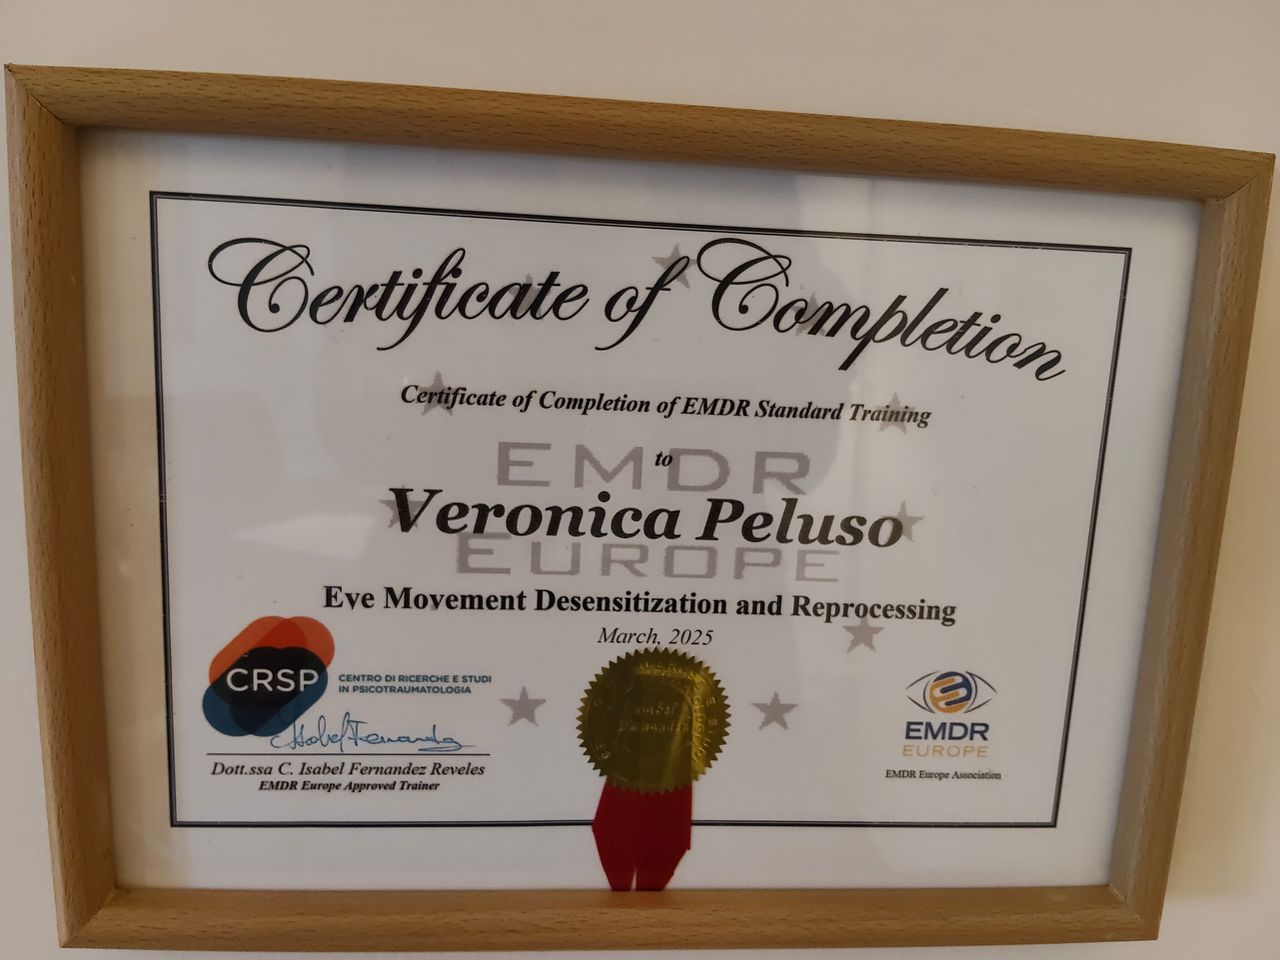 Certificate of Completion
Certificate of Completion of EMDR Standard Training
to
EMDR
Veronica Peluso
EUROPE
Eye Movement Desensitization and Reprocessing
March, 2025
CRSP
CENTRO DI RICERCHE E STUDI
IN PSICOTRAUMATOLOGIA
Dott.ssa C. Isabel Fernandez Reveles
EMDR Europe Approved Trainer
EMDR
EUROPE
EMDR Europe Association